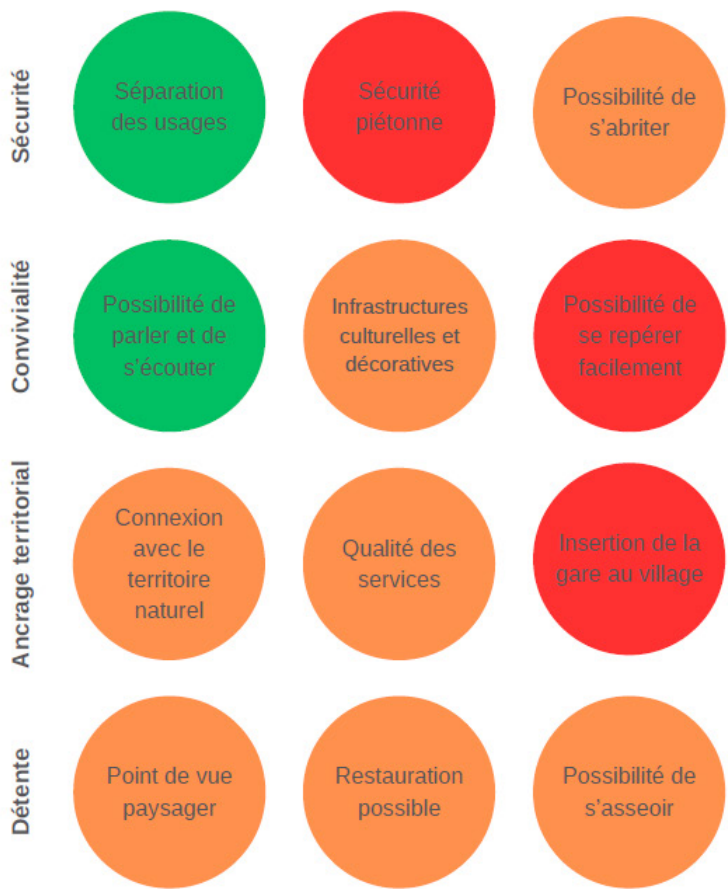 Sécurité
Séparation
des usages
Sécurité
piétonne
Possibilité de
s'abriter
Convivialité
Possibilité de
parler et de
s'écouter
Infrastructures
culturelles et
décoratives
Possibilité de
se repérer
facilement
Ancrage territorial
Connexion
avec le
territoire
naturel
Qualité des
services
Insertion de la
gare au village
Détente
Point de vue
paysager
Restauration
possible
Possibilité de
s'asseoir